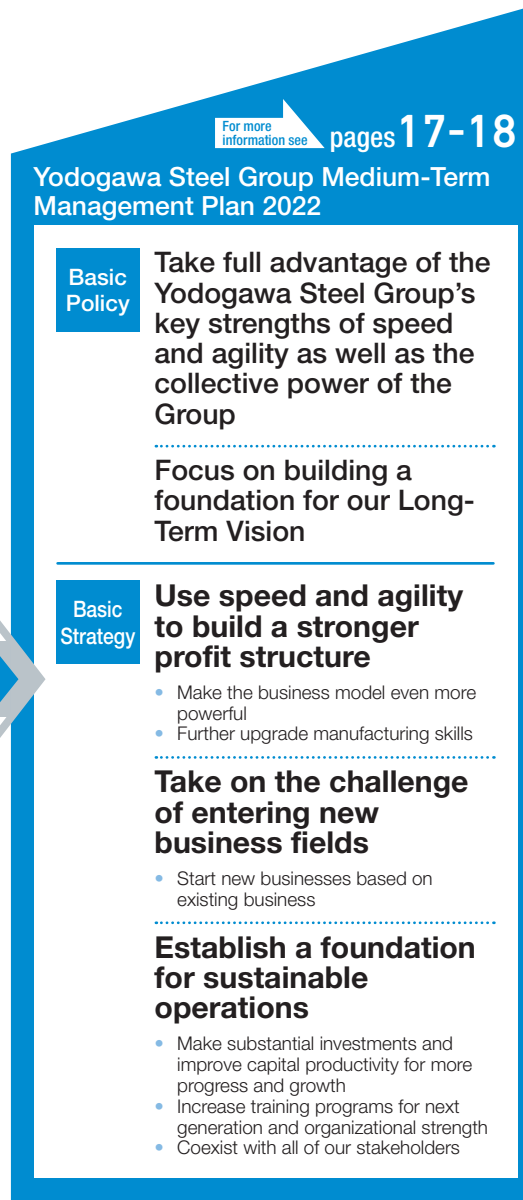 For more
information see
pages 17-18
Yodogawa Steel Group Medium-Term
Management Plan 2022
Basic
Policy
Take full advantage of the
Yodogawa Steel Group's
key strengths of speed
and agility as well as the
collective power of the
Group
Focus on building a
foundation for our Long-
Term Vision
Basic
Strategy
Use speed and agility
to build a stronger
profit structure
• Make the business model even more
powerful
• Further upgrade manufacturing skills
Take on the challenge
of entering new
business fields
• Start new businesses based on
existing business
Establish a foundation
for sustainable
operations
• Make substantial investments and
improve capital productivity for more
progress and growth
• Increase training programs for next
generation and organizational strength
• Coexist with all of our stakeholders